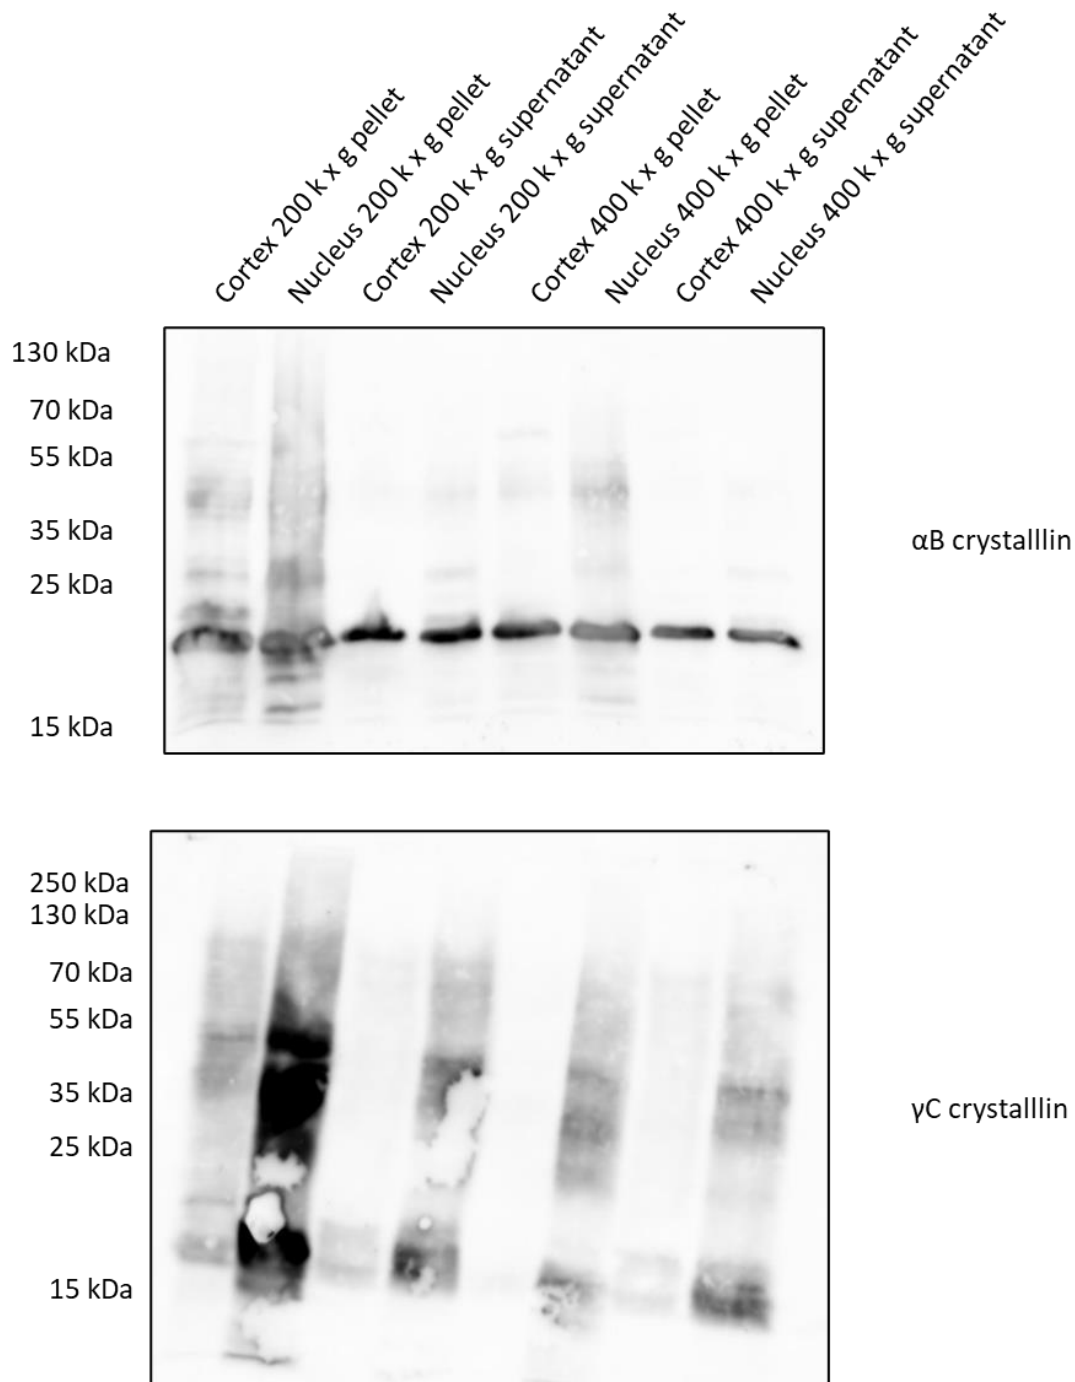 Cortex 200 k x g pellet
Nucleus 200 k x g pellet
Cortex 200 k x g supernatant
Nucleus 200 k x g supernatant
Cortex 400 k x g pellet
Nucleus 400 k x g pellet
Cortex 400 k x g supernatant
Nucleus 400 k x g supernatant
130 kDa
70 kDa
55 kDa
35 kDa
αB crystalllin
25 kDa
15 kDa
250 kDa
130 kDa
70 kDa
55 kDa
35 kDa
γC crystalllin
25 kDa
15 kDa